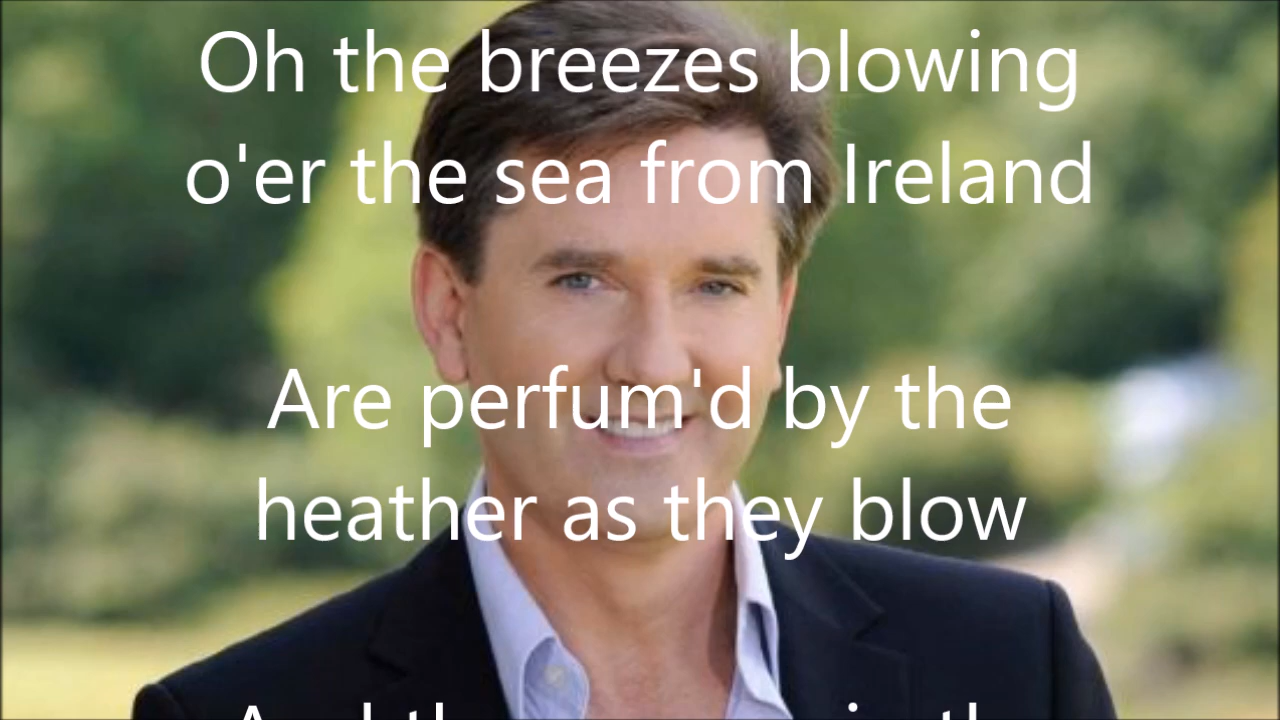 Oh the breezes blowing
o'er the sea from Ireland
Are perfum'd by the
heather as they blow